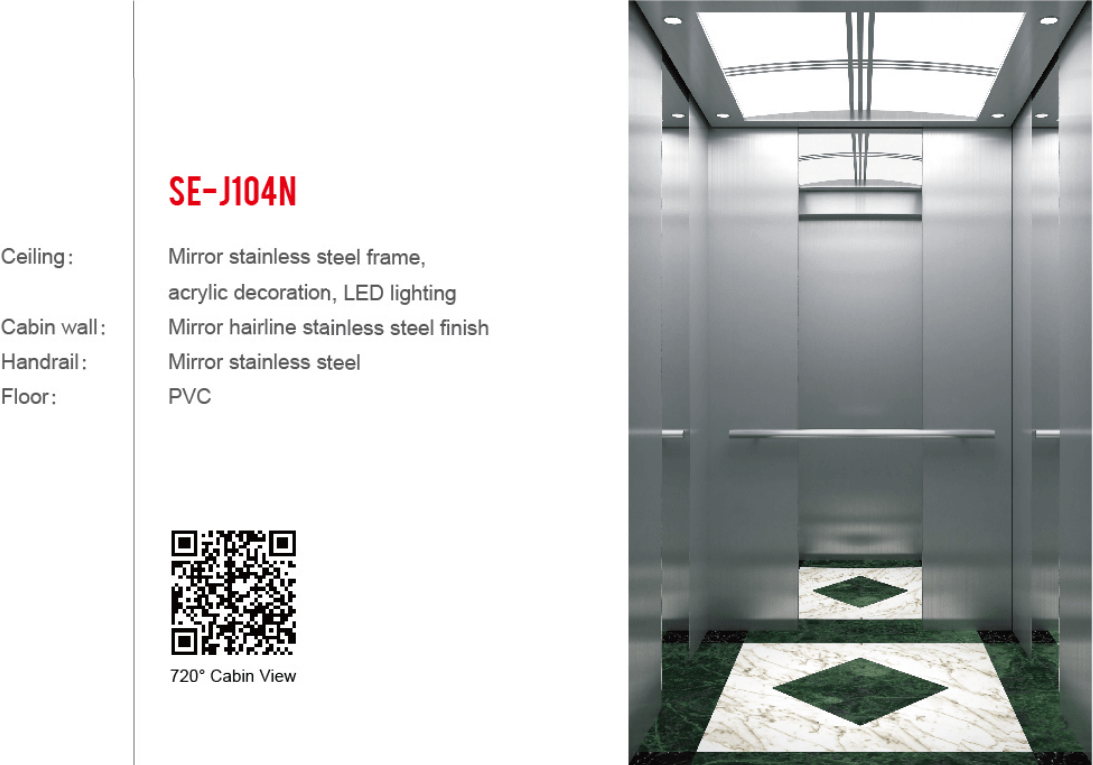 SE-J104N
Ceiling: Mirror stainless steel frame,
acrylic decoration, LED lighting
Cabin wall: Mirror hairline stainless steel finish
Handrail: Mirror stainless steel
Floor: PVC
720° Cabin View